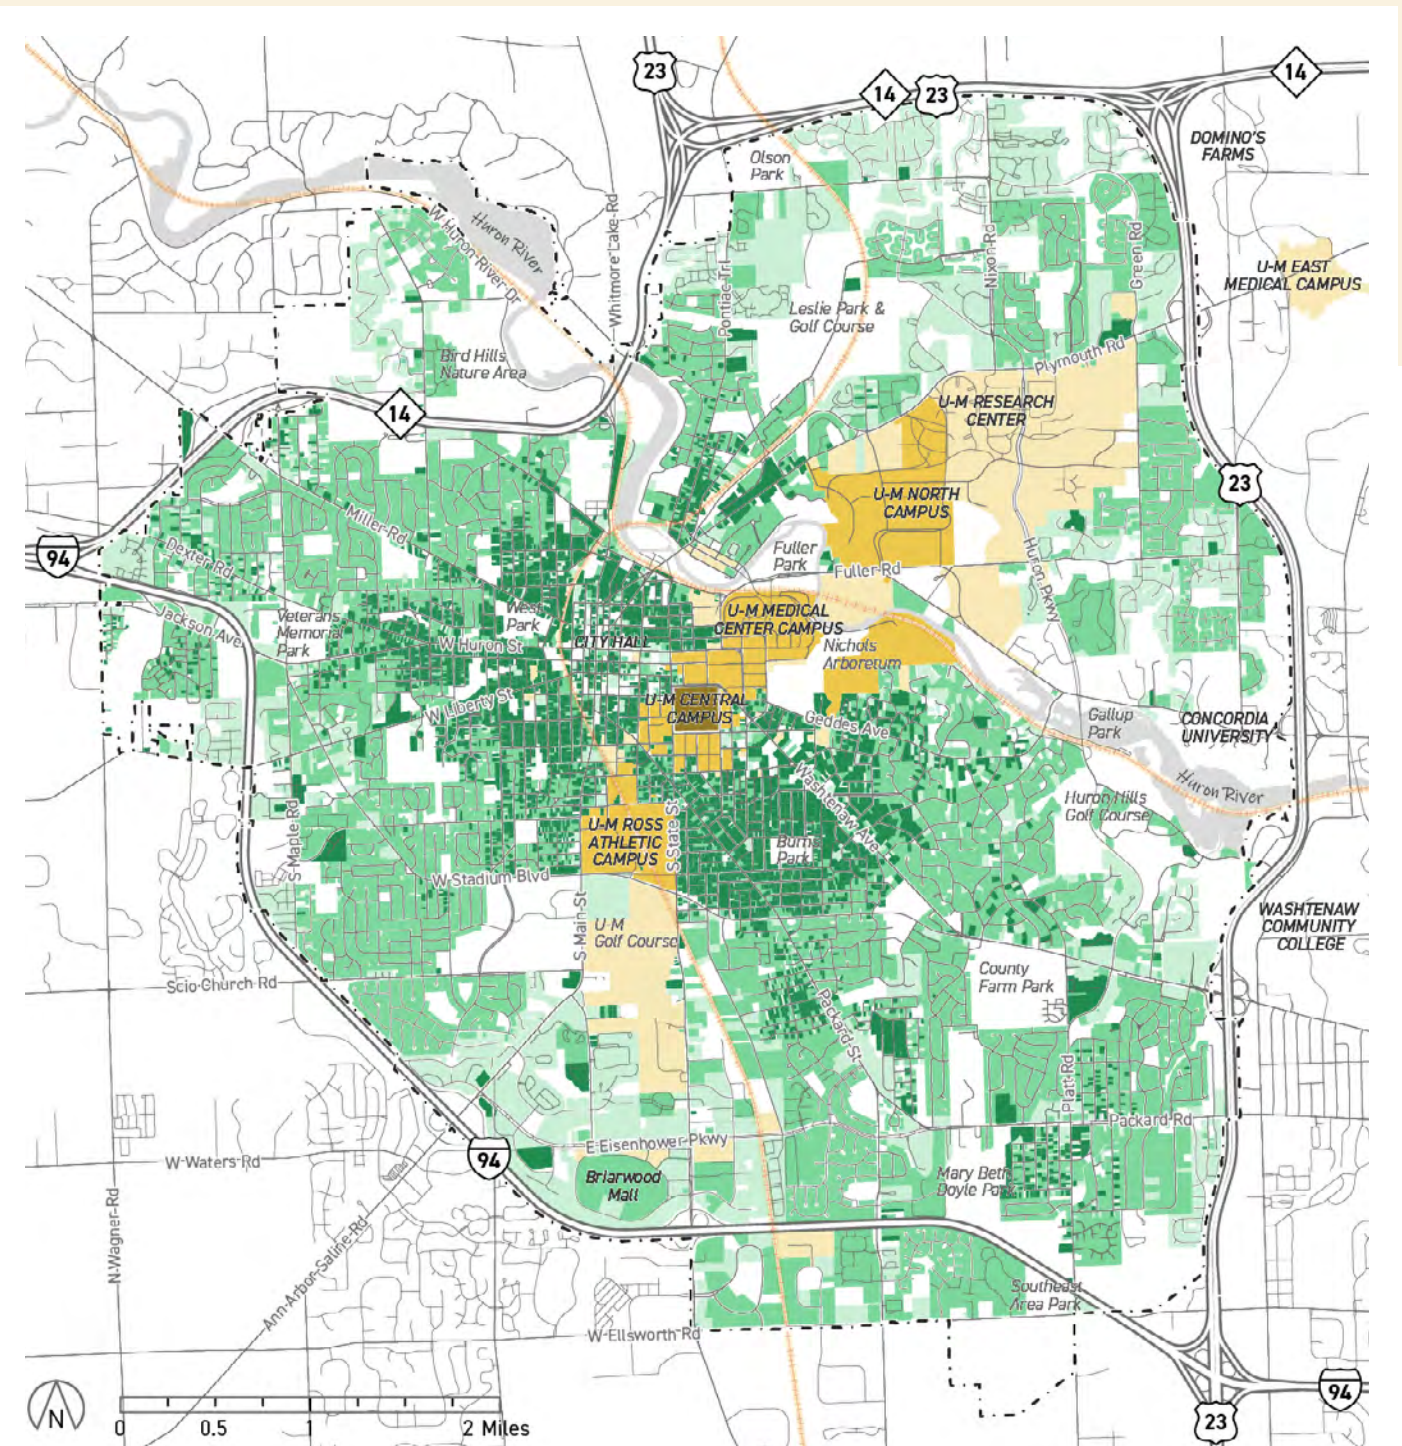 23
14
23
14
DOMINO'S
FARMS
Olson
Park
Huron River
W Huron River Dr
Whitmore Lake Rd
Pontiac Trl
Nixon Rd
Green Rd
U-M EAST
MEDICAL CAMPUS
Leslie Park &
Golf Course
Bird Hills
Nature Area
Plymouth Rd
14
U-M RESEARCH
CENTER
23
U-M NORTH
CAMPUS
Miller Rd
94
Dexter Rd
Fuller
Park
Fuller Rd
Huron Pkwy
Jackson Ave
Veterans
Memorial
Park
West
Park
U-M MEDICAL
CENTER CAMPUS
W Huron St
CITY HALL
Nichols
Arboretum
U-M CENTRAL
CAMPUS
W Liberty St
Geddes Ave
Gallup
Park
CONCORDIA
UNIVERSITY
Washtenaw Ave
Huron River
Huron Hills
Golf Course
S Maple Rd
U-M ROSS
ATHLETIC
CAMPUS
S State St
Burns
Park
W Stadium Blvd
S Main St
U-M
Golf Course
WASHTENAW
COMMUNITY
COLLEGE
Scio Church Rd
County
Farm Park
Packard St
Platt Rd
Packard Rd
E Eisenhower Pkwy
94
W Waters Rd
Briarwood
Mall
Mary Beth
Doyle Park
N Wagner Rd
Ann Arbor-Saline Rd
Southeast
Area Park
W Ellsworth Rd
N
0 0.5 1 2 Miles
94
23